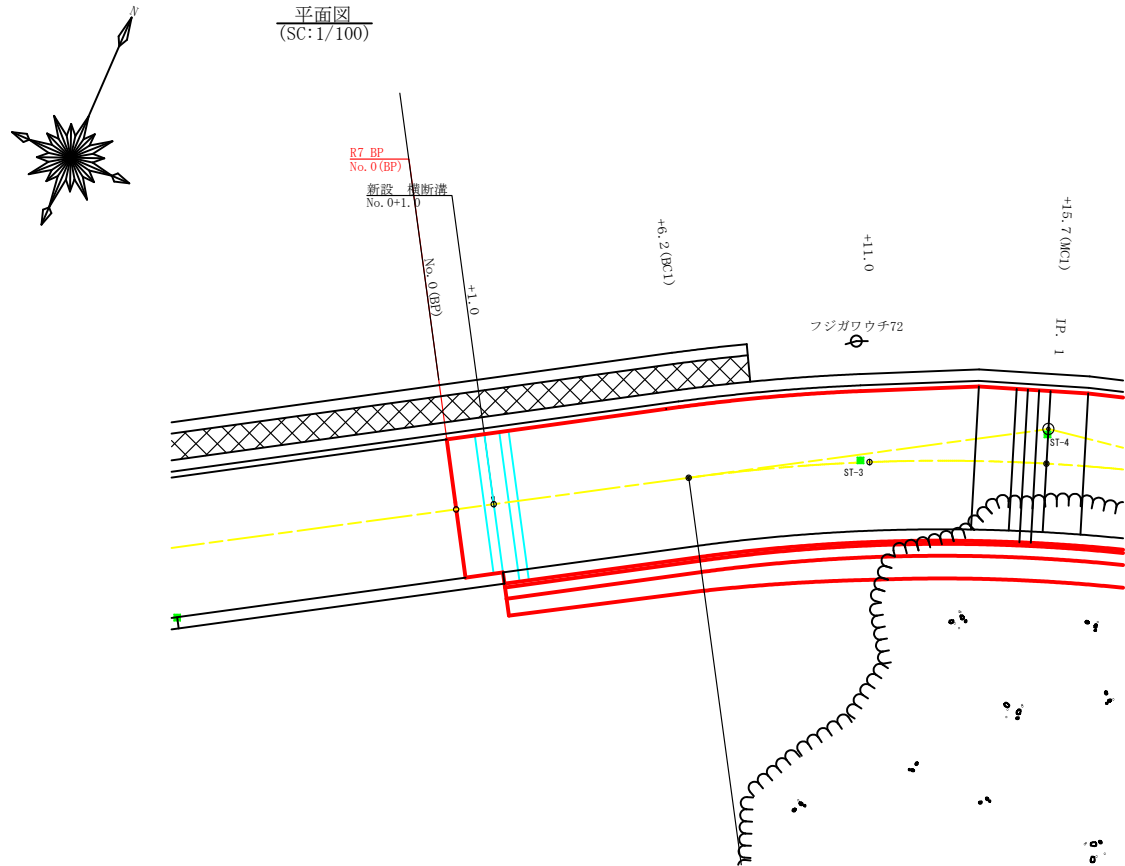 N
平面図
(SC:1/100)
R7 BP
No.0(BP)
新設 横断溝
No.0+1.0
No.0(BP)
+1.0
+6.2(BC1)
+11.0
+15.7(MC1)
IP. 1
フジガワウチ72
ST-3
ST-4